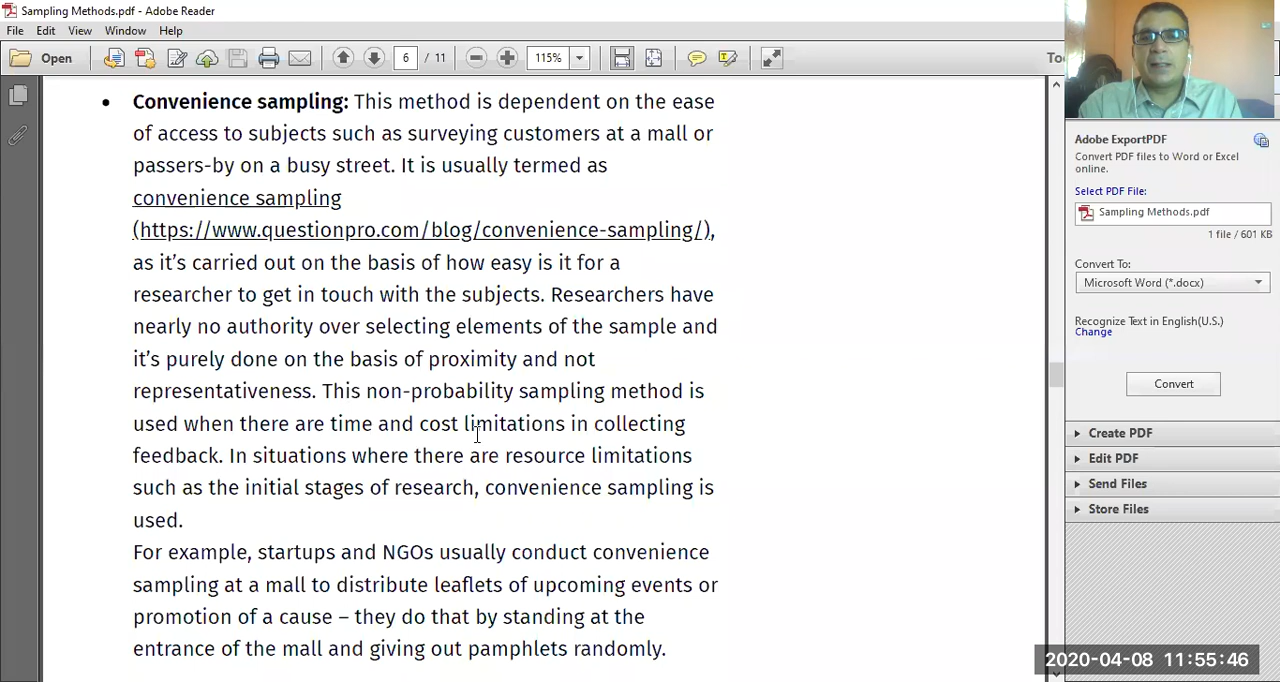 Sampling Methods.pdf - Adobe Reader
File Edit View Window Help
Open 6 / 11 115% To
Convenience sampling: This method is dependent on the ease
of access to subjects such as surveying customers at a mall or
passers-by on a busy street. It is usually termed as
convenience sampling
(https://www.questionpro.com/blog/convenience-sampling/),
as it’s carried out on the basis of how easy is it for a
researcher to get in touch with the subjects. Researchers have
nearly no authority over selecting elements of the sample and
it’s purely done on the basis of proximity and not
representativeness. This non-probability sampling method is
used when there are time and cost limitations in collecting
feedback. In situations where there are resource limitations
such as the initial stages of research, convenience sampling is
used.
For example, startups and NGOs usually conduct convenience
sampling at a mall to distribute leaflets of upcoming events or
promotion of a cause – they do that by standing at the
entrance of the mall and giving out pamphlets randomly.
Adobe ExportPDF
Convert PDF files to Word or Excel
online.
Select PDF File:
Sampling Methods.pdf
1 file / 601 KB
Convert To:
Microsoft Word (*.docx)
Recognize Text in English(U.S.)
Change
Convert
Create PDF
Edit PDF
Send Files
Store Files
2020-04-08 11:55:46